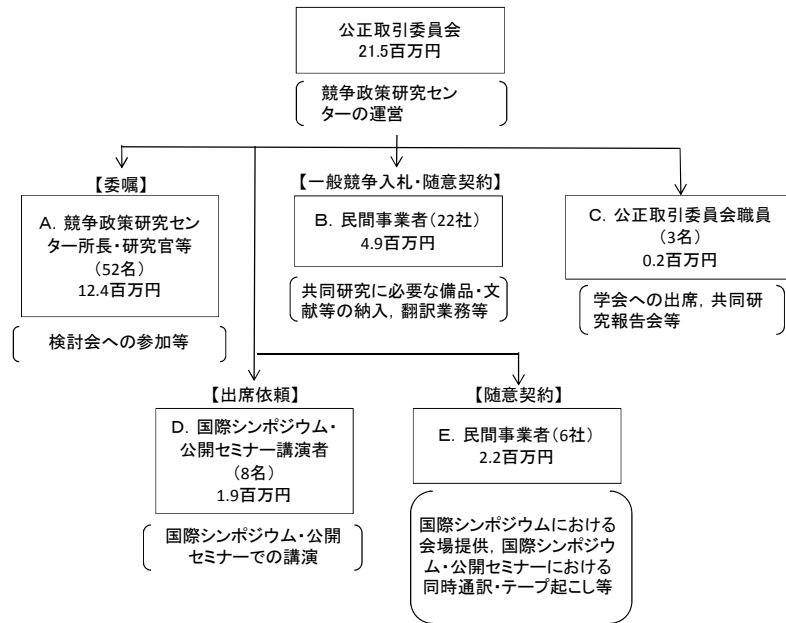 公正取引委員会
21.5百万円
競争政策研究セン
ターの運営
【委嘱】
A．競争政策研究セン
ター所長・研究官等
(52名)
12.4百万円
検討会への参加等
【一般競争入札・随意契約】
B．民間事業者(22社)
4.9百万円
共同研究に必要な備品・文
献等の納入，翻訳業務等
C．公正取引委員会職員
(3名)
0.2百万円
学会への出席，共同研
究報告会等
【出席依頼】
D．国際シンポジウム・
公開セミナー講演者
(8名)
1.9百万円
国際シンポジウム・公開
セミナーでの講演
【随意契約】
E．民間事業者(6社)
2.2百万円
国際シンポジウムにおける
会場提供，国際シンポジウ
ム・公開セミナーにおける
同時通訳・テープ起こし等